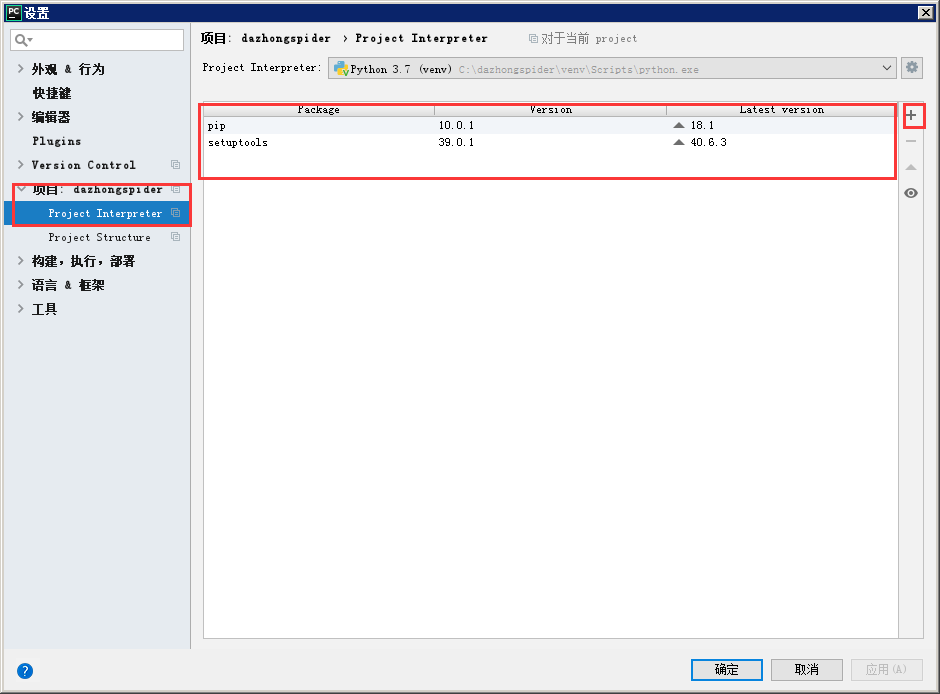 PC 设置
项目: dazhongspider › Project Interpreter 对于当前 project
外观 & 行为
快捷键
编辑器
Plugins
Version Control
项目: dazhongspider
Project Interpreter
Project Structure
构建，执行，部署
语言 & 框架
工具
Project Interpreter: Python 3.7 (venv) C:\dazhongspider\venv\Scripts\python.exe
Package Version Latest version
pip 10.0.1 18.1
setuptools 39.0.1 40.6.3
?
确定 取消 应用(A)